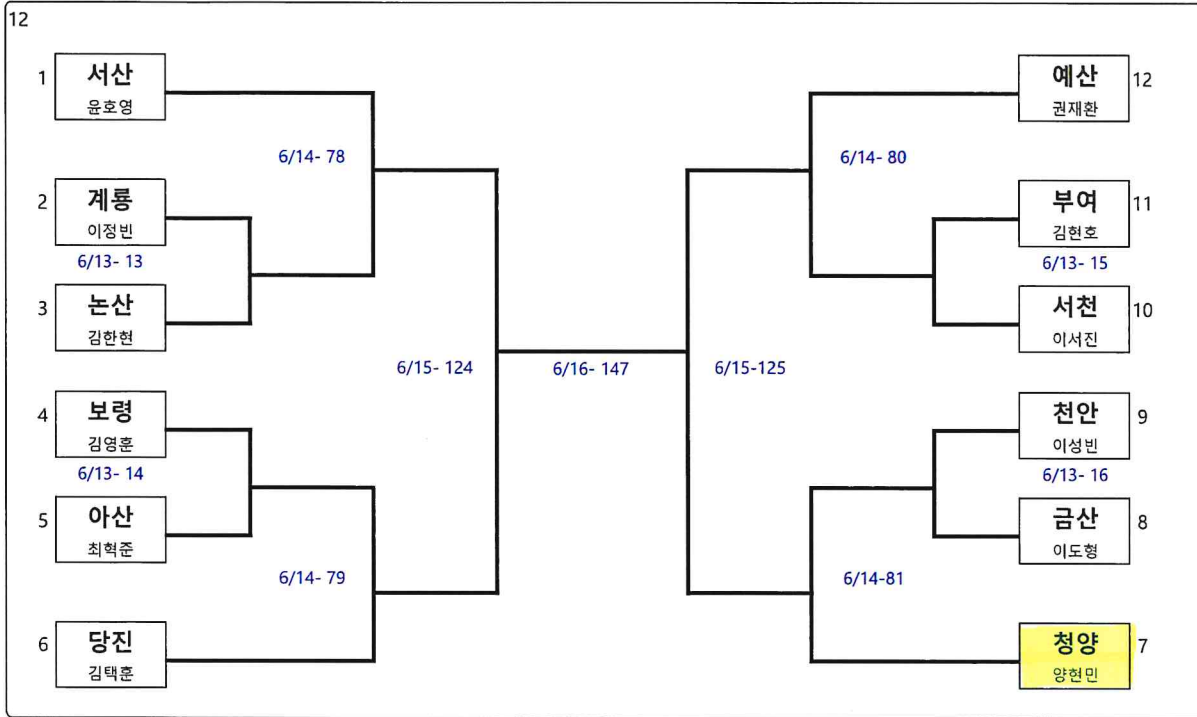 12
1
서산
윤호영
2
계룡
이정빈
6/13- 13
3
논산
김한현
4
보령
김영훈
6/13- 14
5
아산
최혁준
6
당진
김택훈
6/14- 78
6/14- 79
6/15- 124
6/16- 147
6/15-125
6/14- 80
6/14-81
예산
권재환
12
부여
김현호
11
6/13- 15
서천
이서진
10
천안
이성빈
9
6/13- 16
금산
이도형
8
청양
양현민
7